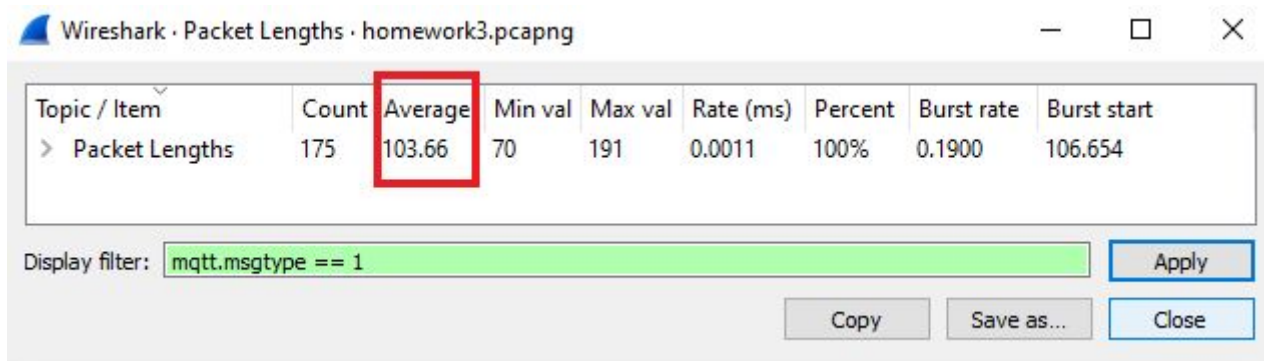 Wireshark · Packet Lengths · homework3.pcapng
Topic / Item Count Average Min val Max val Rate (ms) Percent Burst rate Burst start
Packet Lengths 175 103.66 70 191 0.0011 100% 0.1900 106.654
Display filter: mqtt.msgtype == 1 Apply
Copy Save as... Close